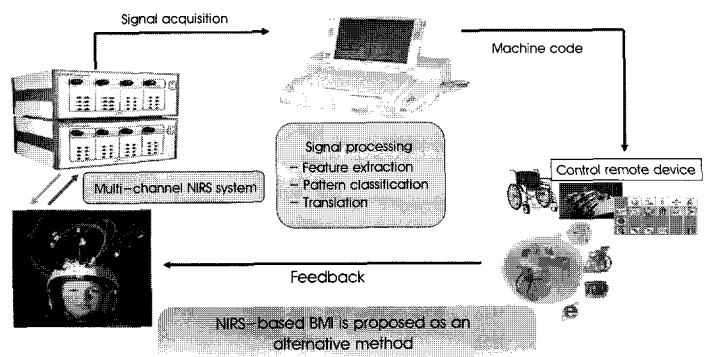 Signal acquisition
Machine code
Signal processing
– Feature extraction
– Pattern classification
– Translation
Control remote device
Multi–channel NIRS system
Feedback
NIRS–based BMI is proposed as an
alternative method